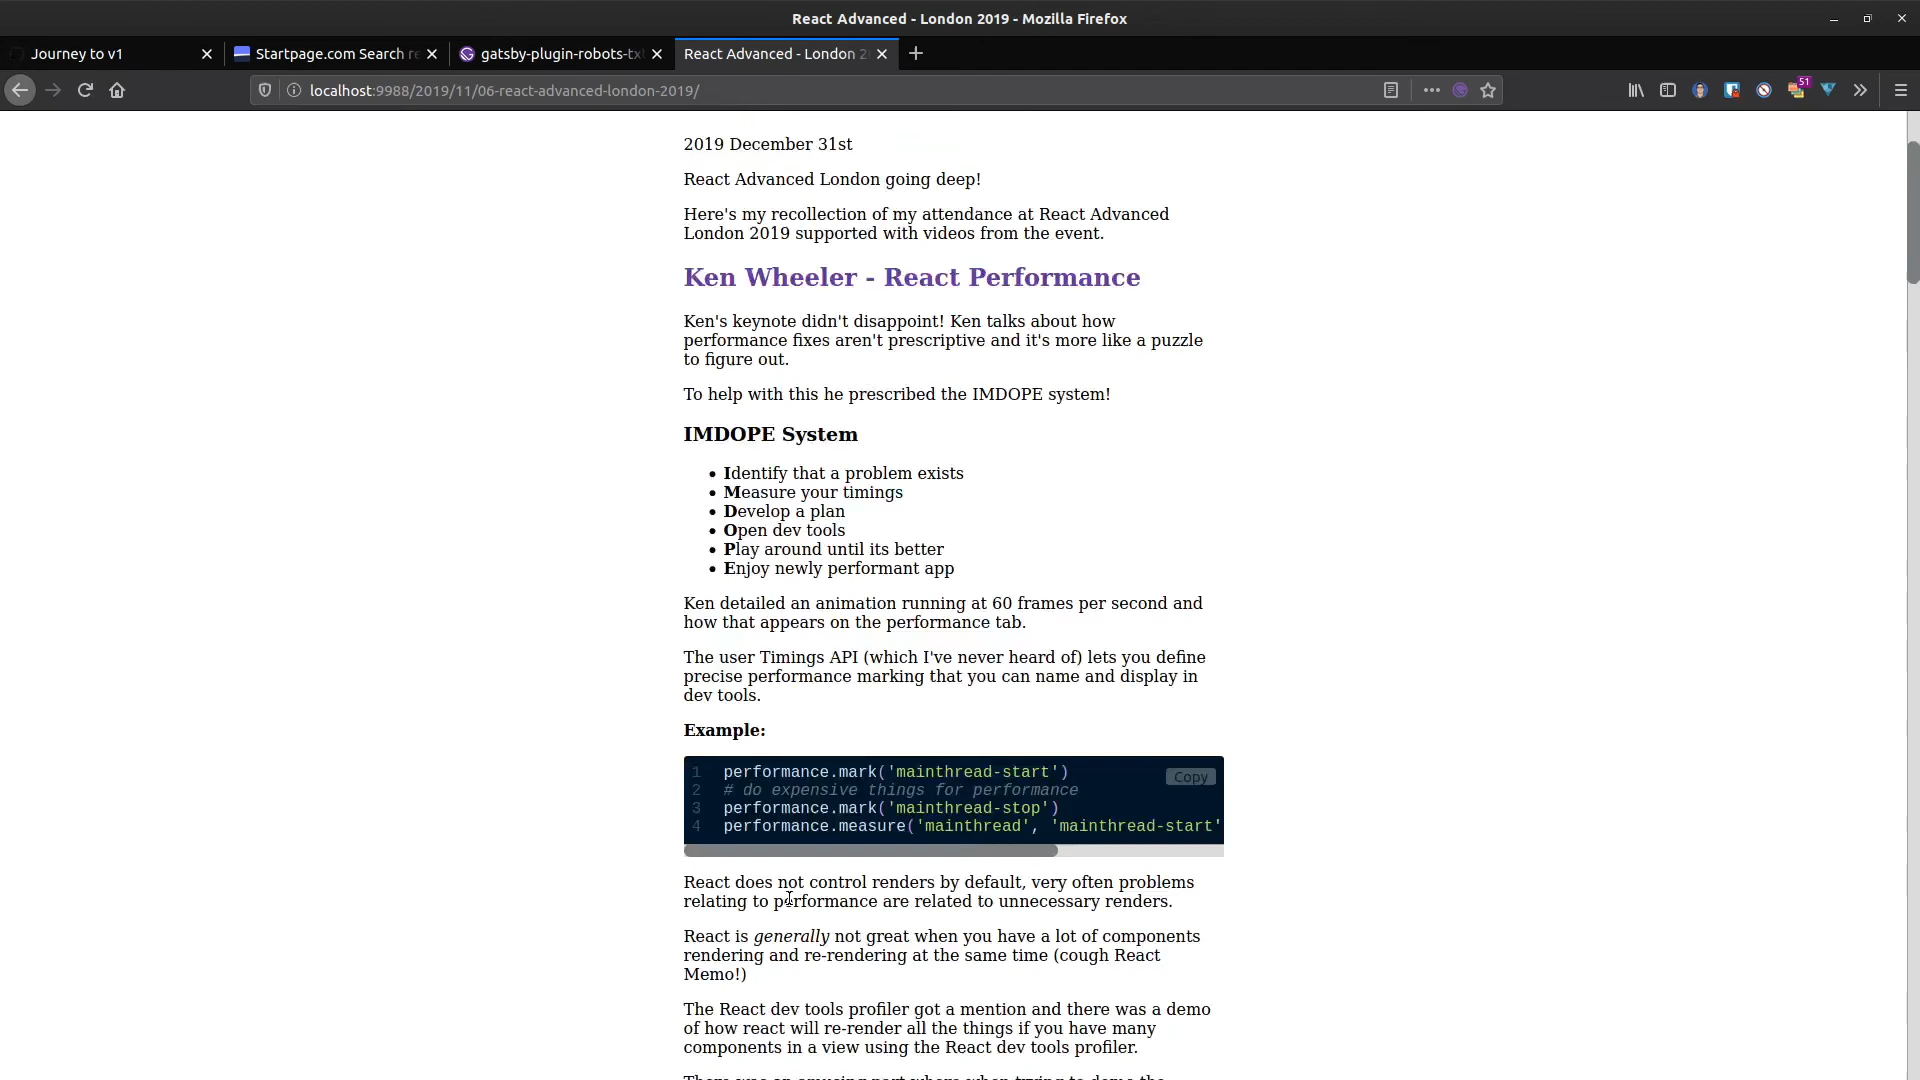 React Advanced - London 2019 - Mozilla Firefox
Journey to v1
Startpage.com Search re
gatsby-plugin-robots-txt
React Advanced - London 2
localhost:9988/2019/11/06-react-advanced-london-2019/
51
2019 December 31st
React Advanced London going deep!
Here's my recollection of my attendance at React Advanced
London 2019 supported with videos from the event.
Ken Wheeler - React Performance
Ken's keynote didn't disappoint! Ken talks about how
performance fixes aren't prescriptive and it's more like a puzzle
to figure out.
To help with this he prescribed the IMDOPE system!
IMDOPE System
• Identify that a problem exists
• Measure your timings
• Develop a plan
• Open dev tools
• Play around until its better
• Enjoy newly performant app
Ken detailed an animation running at 60 frames per second and
how that appears on the performance tab.
The user Timings API (which I've never heard of) lets you define
precise performance marking that you can name and display in
dev tools.
Example:
1 performance.mark('mainthread-start')
Copy
2 # do expensive things for performance
3 performance.mark('mainthread-stop')
4 performance.measure('mainthread', 'mainthread-start'
React does not control renders by default, very often problems
relating to performance are related to unnecessary renders.
React is generally not great when you have a lot of components
rendering and re-rendering at the same time (cough React
Memo!)
The React dev tools profiler got a mention and there was a demo
of how react will re-render all the things if you have many
components in a view using the React dev tools profiler.